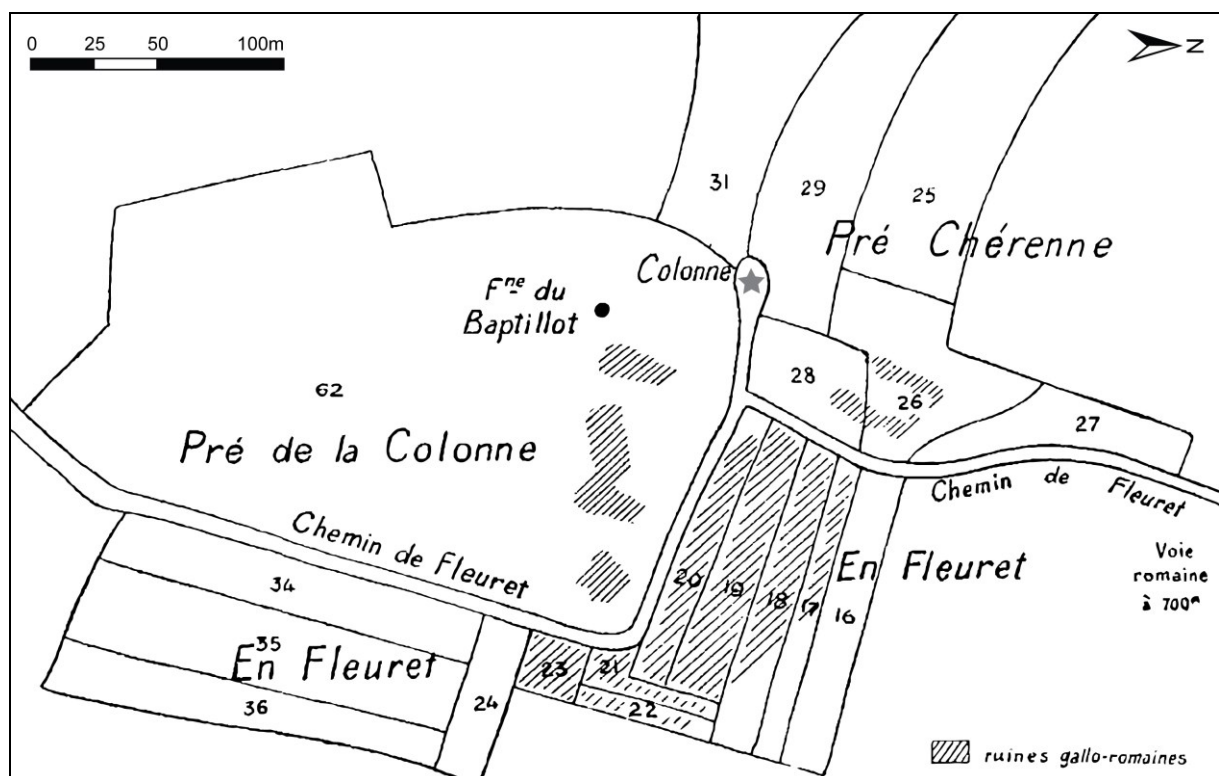 0 25 50 100m
N
31
29
25
Pré Chérenne
Colonne
Fne du
Baptillot
28
26
27
62
Pré de la Colonne
Chemin de Fleuret
Chemin de Fleuret
En Fleuret
Voie
romaine
à 700m
20
19
18
17
16
34
35
En Fleuret
36
24
23
21
22
ruines gallo-romaines